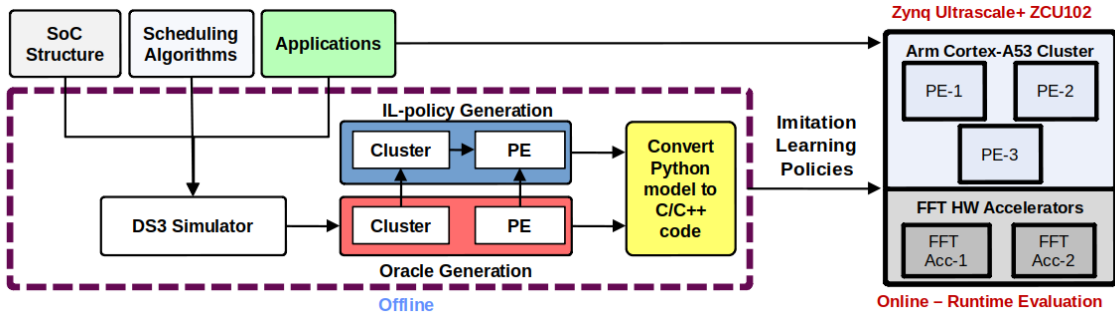 Zynq Ultrascale+ ZCU102
SoC
Structure
Scheduling
Algorithms
Applications
Arm Cortex-A53 Cluster
PE-1
PE-2
PE-3
IL-policy Generation
Cluster
PE
Convert
Python
model to
C/C++
code
Imitation
Learning
Policies
DS3 Simulator
Cluster
PE
Oracle Generation
FFT HW Accelerators
FFT
Acc-1
FFT
Acc-2
Offline
Online – Runtime Evaluation